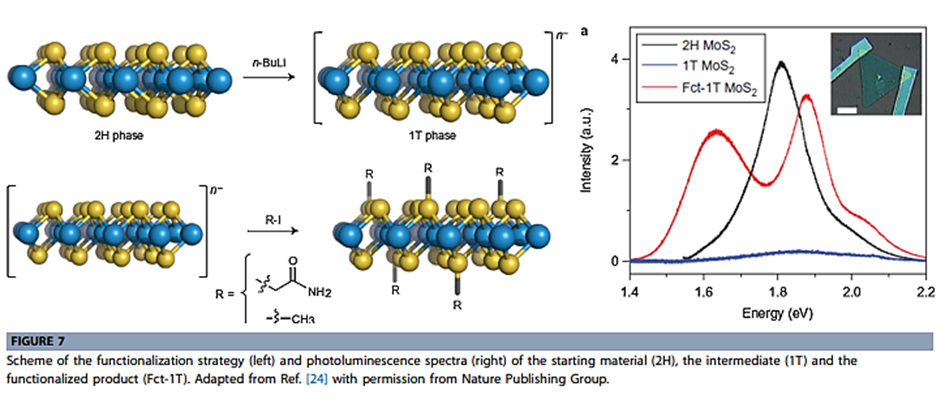 n-BuLI
n−
2H phase
1T phase
n−
R-I
R =
O
NH2
-CH3
R
R
R
R
R
a
2H MoS2
1T MoS2
Fct-1T MoS2
Intensity (a.u.)
4
2
0
1.4 1.6 1.8 2.0 2.2
Energy (eV)
FIGURE 7
Scheme of the functionalization strategy (left) and photoluminescence spectra (right) of the starting material (2H), the intermediate (1T) and the
functionalized product (Fct-1T). Adapted from Ref. [24] with permission from Nature Publishing Group.